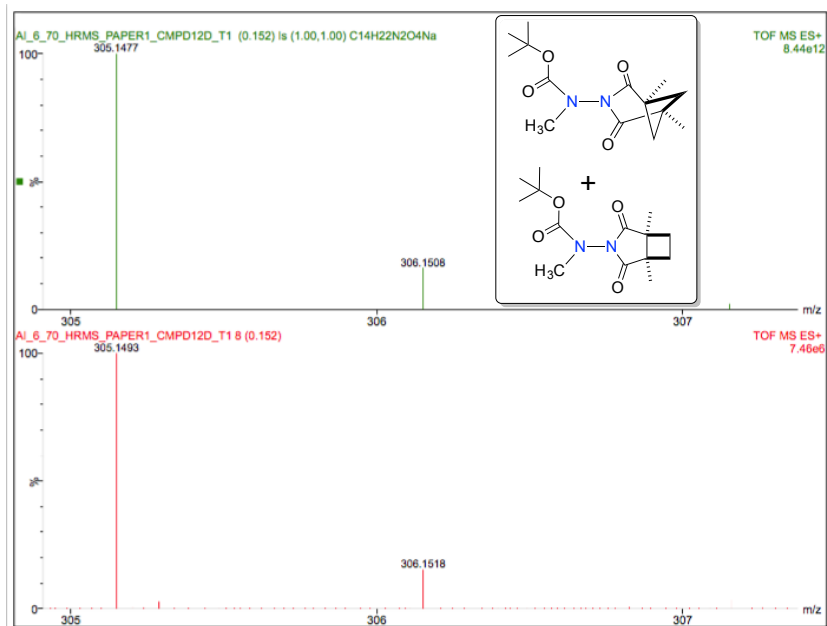 AI_6_70_HRMS_PAPER1_CMPD12D_T1 (0.152) Is (1.00,1.00) C14H22N2O4Na
TOF MS ES+
8.44e12
305.1477
100
%
306.1508
0
305
306
307
m/z
O
O
O
N
N
H3C
O
+
O
O
O
N
N
H3C
O
AI_6_70_HRMS_PAPER1_CMPD12D_T1 8 (0.152)
TOF MS ES+
7.46e6
305.1493
100
%
306.1518
0
305
306
307
m/z